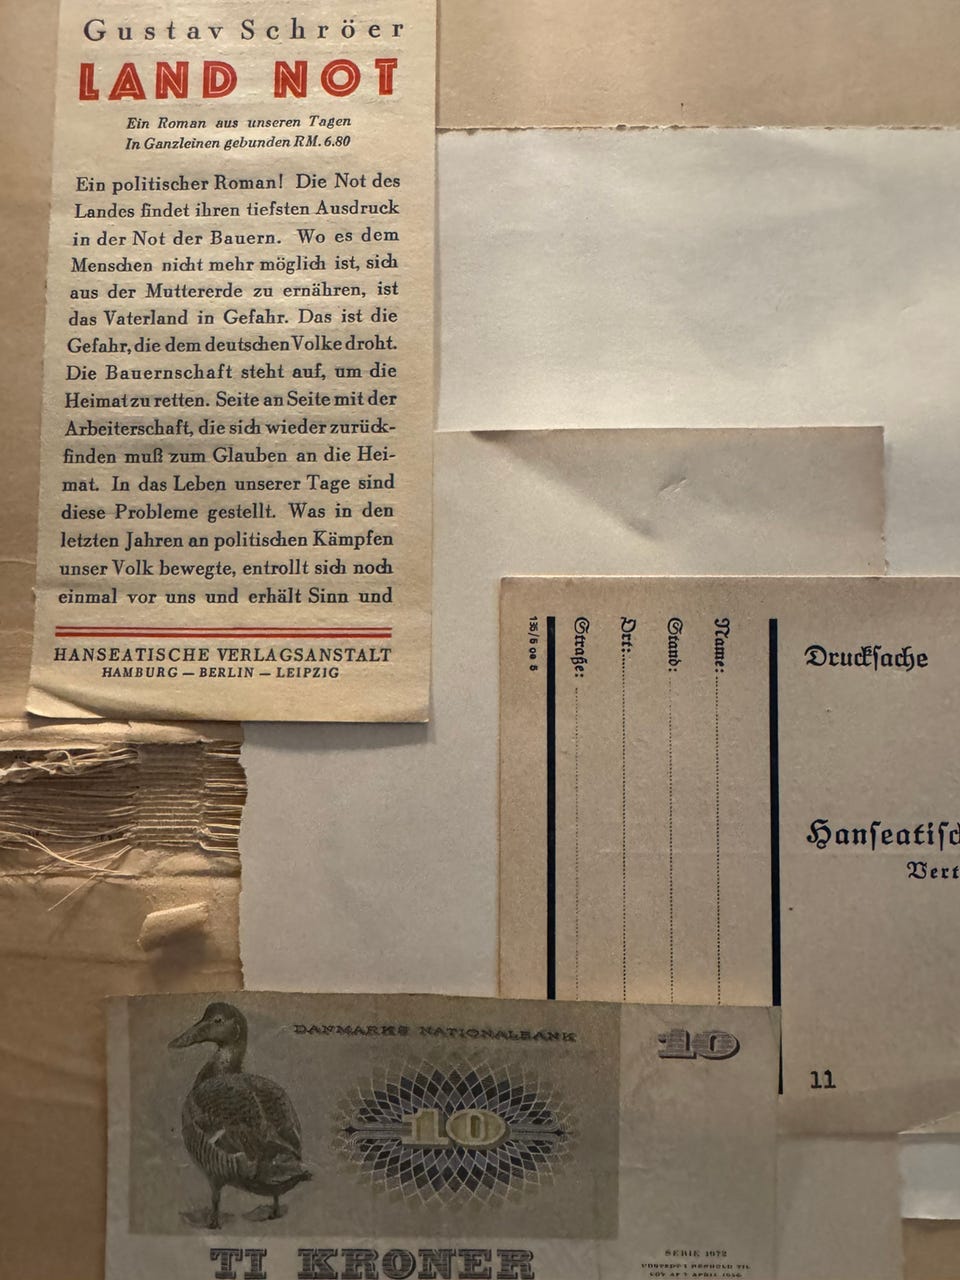 Gustav Schröer
LAND NOT
Ein Roman aus unseren Tagen
In Ganzleinen gebunden RM. 6.80
Ein politischer Roman! Die Not des
Landes findet ihren tiefsten Ausdruck
in der Not der Bauern. Wo es dem
Menschen nicht mehr möglich ist, sich
aus der Muttererde zu ernähren, ist
das Vaterland in Gefahr. Das ist die
Gefahr, die dem deutschen Volke droht.
Die Bauernschaft steht auf, um die
Heimat zu retten. Seite an Seite mit der
Arbeiterschaft, die sich wieder zurück-
finden muß zum Glauben an die Hei-
mat. In das Leben unserer Tage sind
diese Probleme gestellt. Was in den
letzten Jahren an politischen Kämpfen
unser Volk bewegte, entrollt sich noch
einmal vor uns und erhält Sinn und
HANSEATISCHE VERLAGSANSTALT
HAMBURG — BERLIN — LEIPZIG
Name:
Stand:
Ort:
Straße:
Druckſache
Hanſeatiſc
Vert
11
DANMARKS NATIONALBANK
10
10
TI KRONER
SERIE 1972